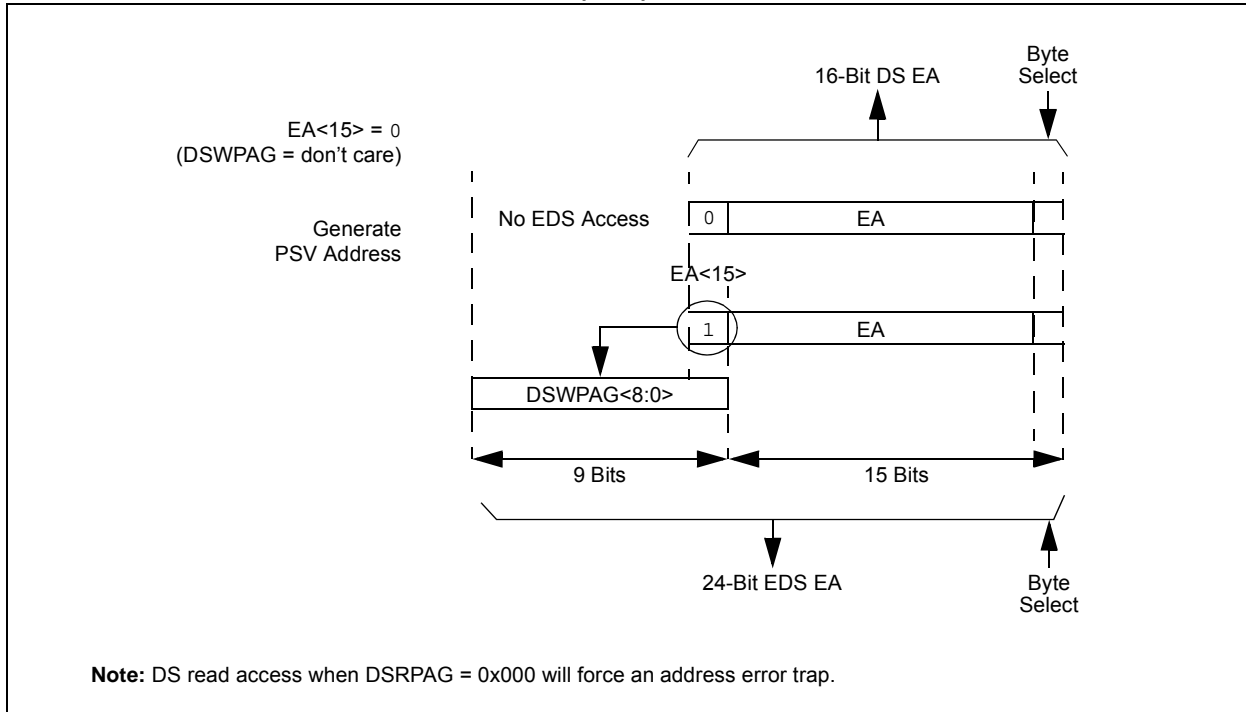 Byte
Select
16-Bit DS EA
EA<15> = 0
(DSWPAG = don't care)
Generate
PSV Address
No EDS Access
0
EA
EA<15>
1
EA
DSWPAG<8:0>
9 Bits
15 Bits
24-Bit EDS EA
Byte
Select
Note: DS read access when DSRPAG = 0x000 will force an address error trap.